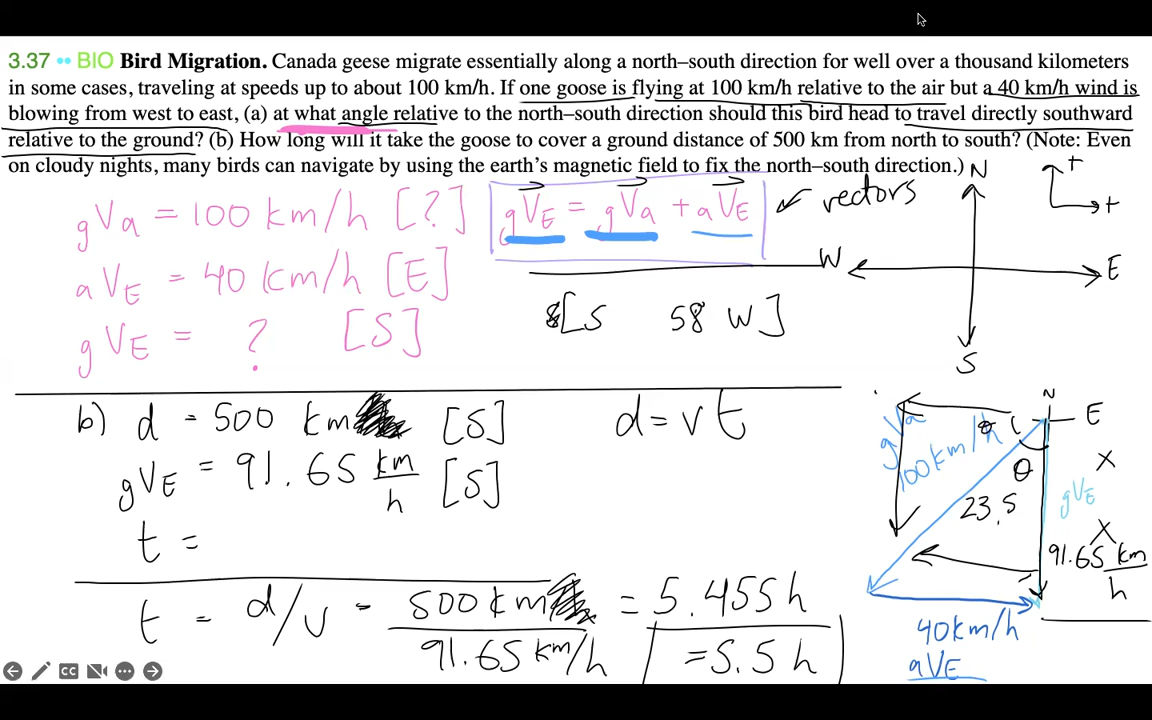 3.37 •• BIO Bird Migration. Canada geese migrate essentially along a north–south direction for well over a thousand kilometers
in some cases, traveling at speeds up to about 100 km/h. If one goose is flying at 100 km/h relative to the air but a 40 km/h wind is
blowing from west to east, (a) at what angle relative to the north–south direction should this bird head to travel directly southward
relative to the ground? (b) How long will it take the goose to cover a ground distance of 500 km from north to south? (Note: Even
on cloudy nights, many birds can navigate by using the earth's magnetic field to fix the north–south direction.)
gVa = 100 km/h [?]
gVE = gVa + aVE
vectors
N
+
+
W
E
S
aVE = 40 km/h [E]
gVE = ? [S]
[S 58 W]
b) d = 500 km [S]
d = vt
gVE = 91.65 km/h [S]
t =
t = d/v - 500 km / 91.65 km/h = 5.455 h
= 5.5 h
N
E
gVa
100 km/h
θ
θ
23.5
gVE
x
x
91.65 km/h
40 km/h
aVE
CC